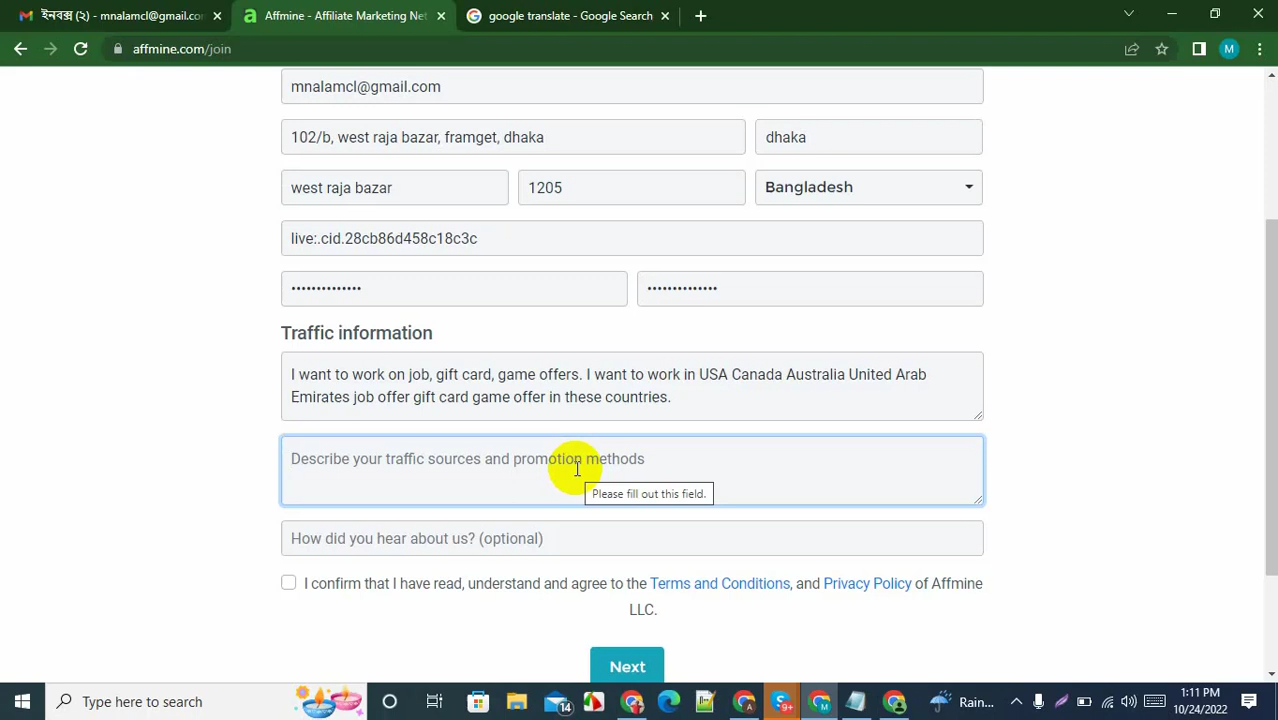 ইনবক্স (২) - mnalamcl@gmail.com
Affmine - Affiliate Marketing Net
google translate - Google Search
affmine.com/join
M
mnalamcl@gmail.com
102/b, west raja bazar, framget, dhaka
dhaka
west raja bazar
1205
Bangladesh
live:.cid.28cb86d458c18c3c
Traffic information
I want to work on job, gift card, game offers. I want to work in USA Canada Australia United Arab
Emirates job offer gift card game offer in these countries.
Describe your traffic sources and promotion methods
Please fill out this field.
How did you hear about us? (optional)
I confirm that I have read, understand and agree to the Terms and Conditions, and Privacy Policy of Affmine
LLC.
Next
Type here to search
14
A
9+
M
Rain...
1:11 PM
10/24/2022